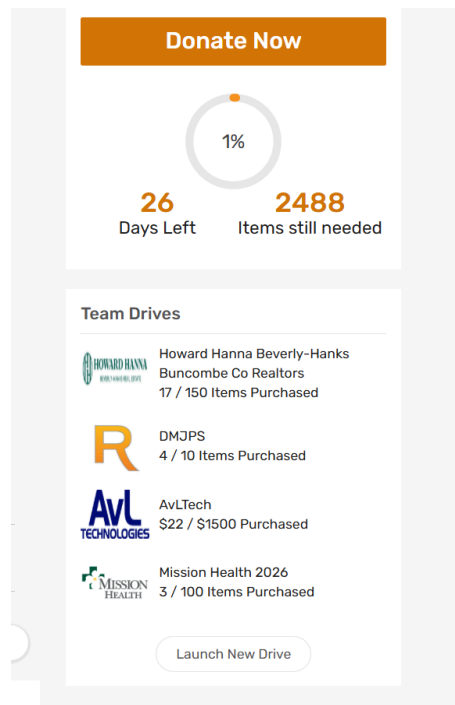 Donate Now
1%
26
Days Left
2488
Items still needed
Team Drives
HOWARD HANNA
Howard Hanna Beverly-Hanks
Buncombe Co Realtors
17 / 150 Items Purchased
R
DMJPS
4 / 10 Items Purchased
AvL
TECHNOLOGIES
AvLTech
$22 / $1500 Purchased
MISSION
HEALTH
Mission Health 2026
3 / 100 Items Purchased
Launch New Drive